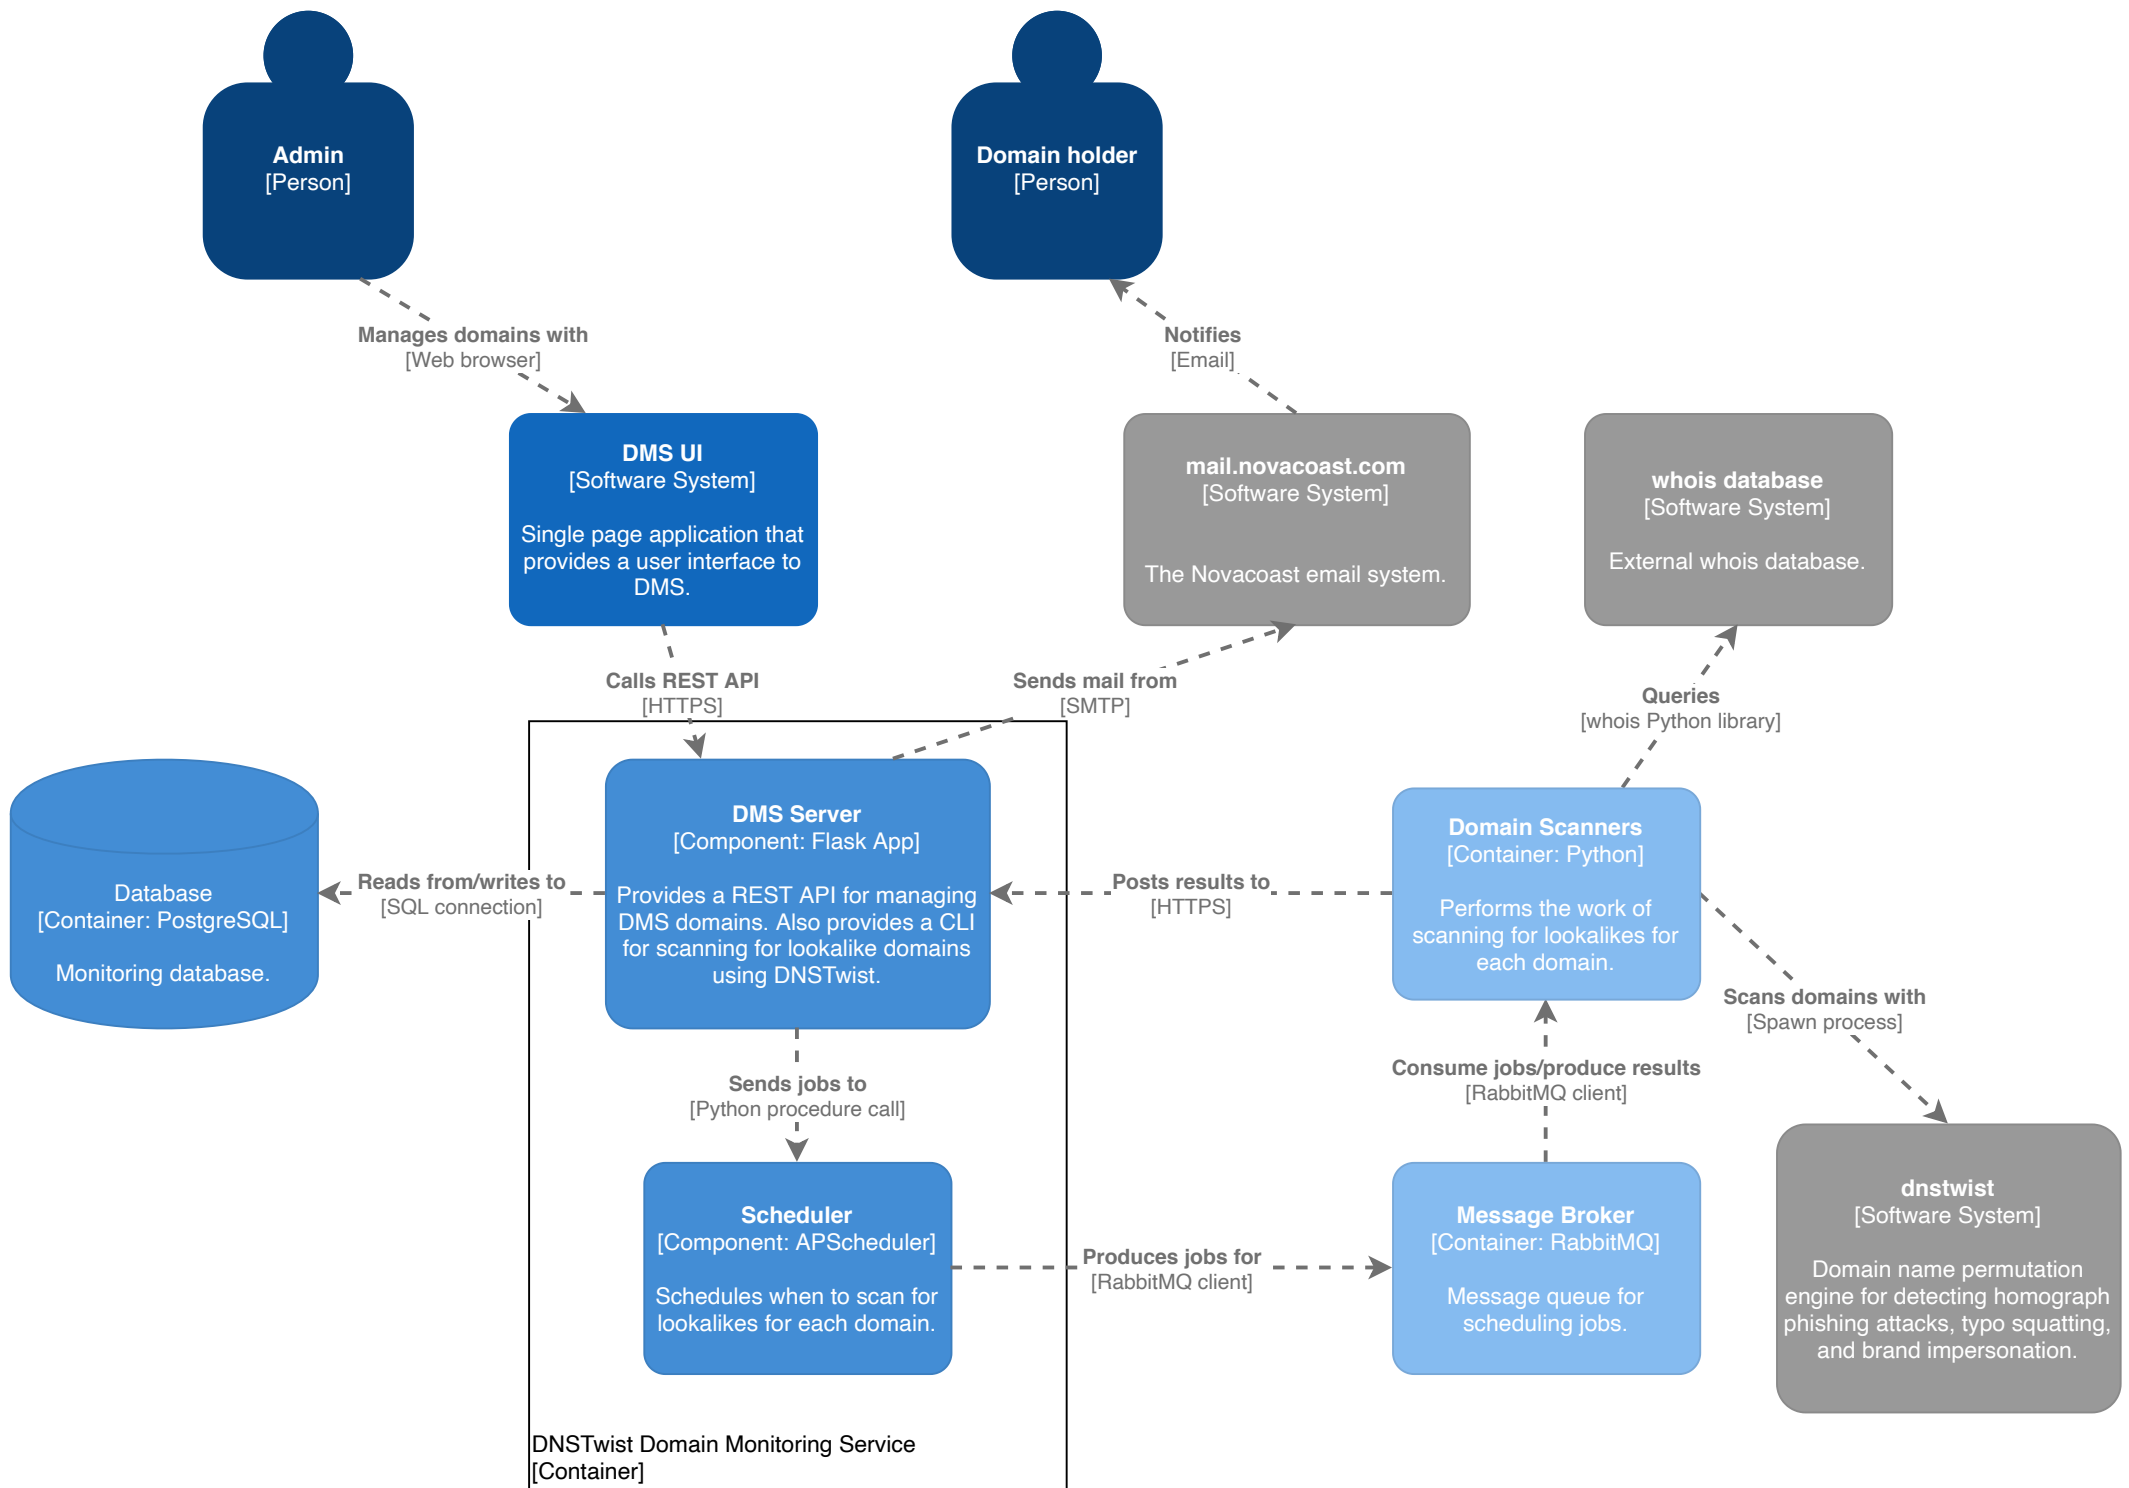 Admin
[Person]
Domain holder
[Person]
Manages domains with
[Web browser]
Notifies
[Email]
DMS UI
[Software System]
Single page application that
provides a user interface to
DMS.
mail.novacoast.com
[Software System]
The Novacoast email system.
whois database
[Software System]
External whois database.
Calls REST API
[HTTPS]
Sends mail from
[SMTP]
Queries
[whois Python library]
Database
[Container: PostgreSQL]
Monitoring database.
Reads from/writes to
[SQL connection]
DMS Server
[Component: Flask App]
Provides a REST API for managing
DMS domains. Also provides a CLI
for scanning for lookalike domains
using DNSTwist.
Posts results to
[HTTPS]
Domain Scanners
[Container: Python]
Performs the work of
scanning for lookalikes for
each domain.
Scans domains with
[Spawn process]
Sends jobs to
[Python procedure call]
Consume jobs/produce results
[RabbitMQ client]
Scheduler
[Component: APScheduler]
Schedules when to scan for
lookalikes for each domain.
Produces jobs for
[RabbitMQ client]
Message Broker
[Container: RabbitMQ]
Message queue for
scheduling jobs.
dnstwist
[Software System]
Domain name permutation
engine for detecting homograph
phishing attacks, typo squatting,
and brand impersonation.
DNSTwist Domain Monitoring Service
[Container]